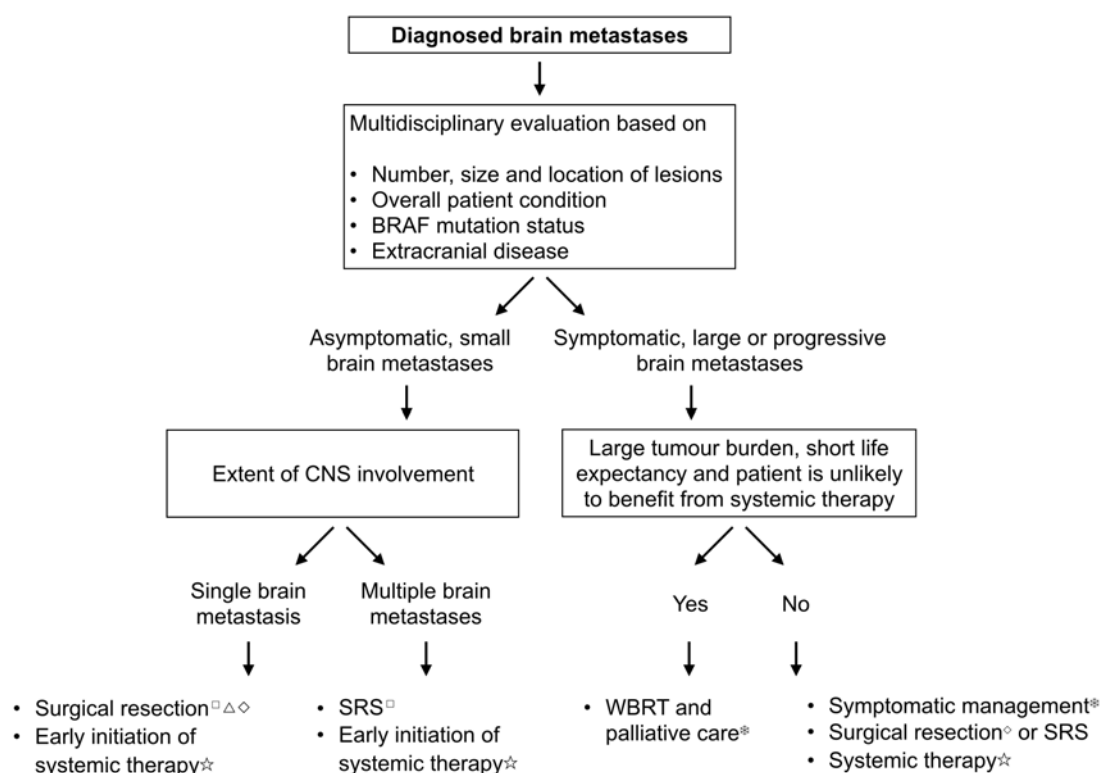 Diagnosed brain metastases
Multidisciplinary evaluation based on
• Number, size and location of lesions
• Overall patient condition
• BRAF mutation status
• Extracranial disease
Asymptomatic, small
brain metastases
Symptomatic, large or progressive
brain metastases
Extent of CNS involvement
Large tumour burden, short life
expectancy and patient is unlikely
to benefit from systemic therapy
Single brain
metastasis
Multiple brain
metastases
Yes
No
• Surgical resection□△◇
• Early initiation of
systemic therapy☆
• SRS□
• Early initiation of
systemic therapy☆
• WBRT and
palliative care❄
• Symptomatic management❄
• Surgical resection◇ or SRS
• Systemic therapy☆